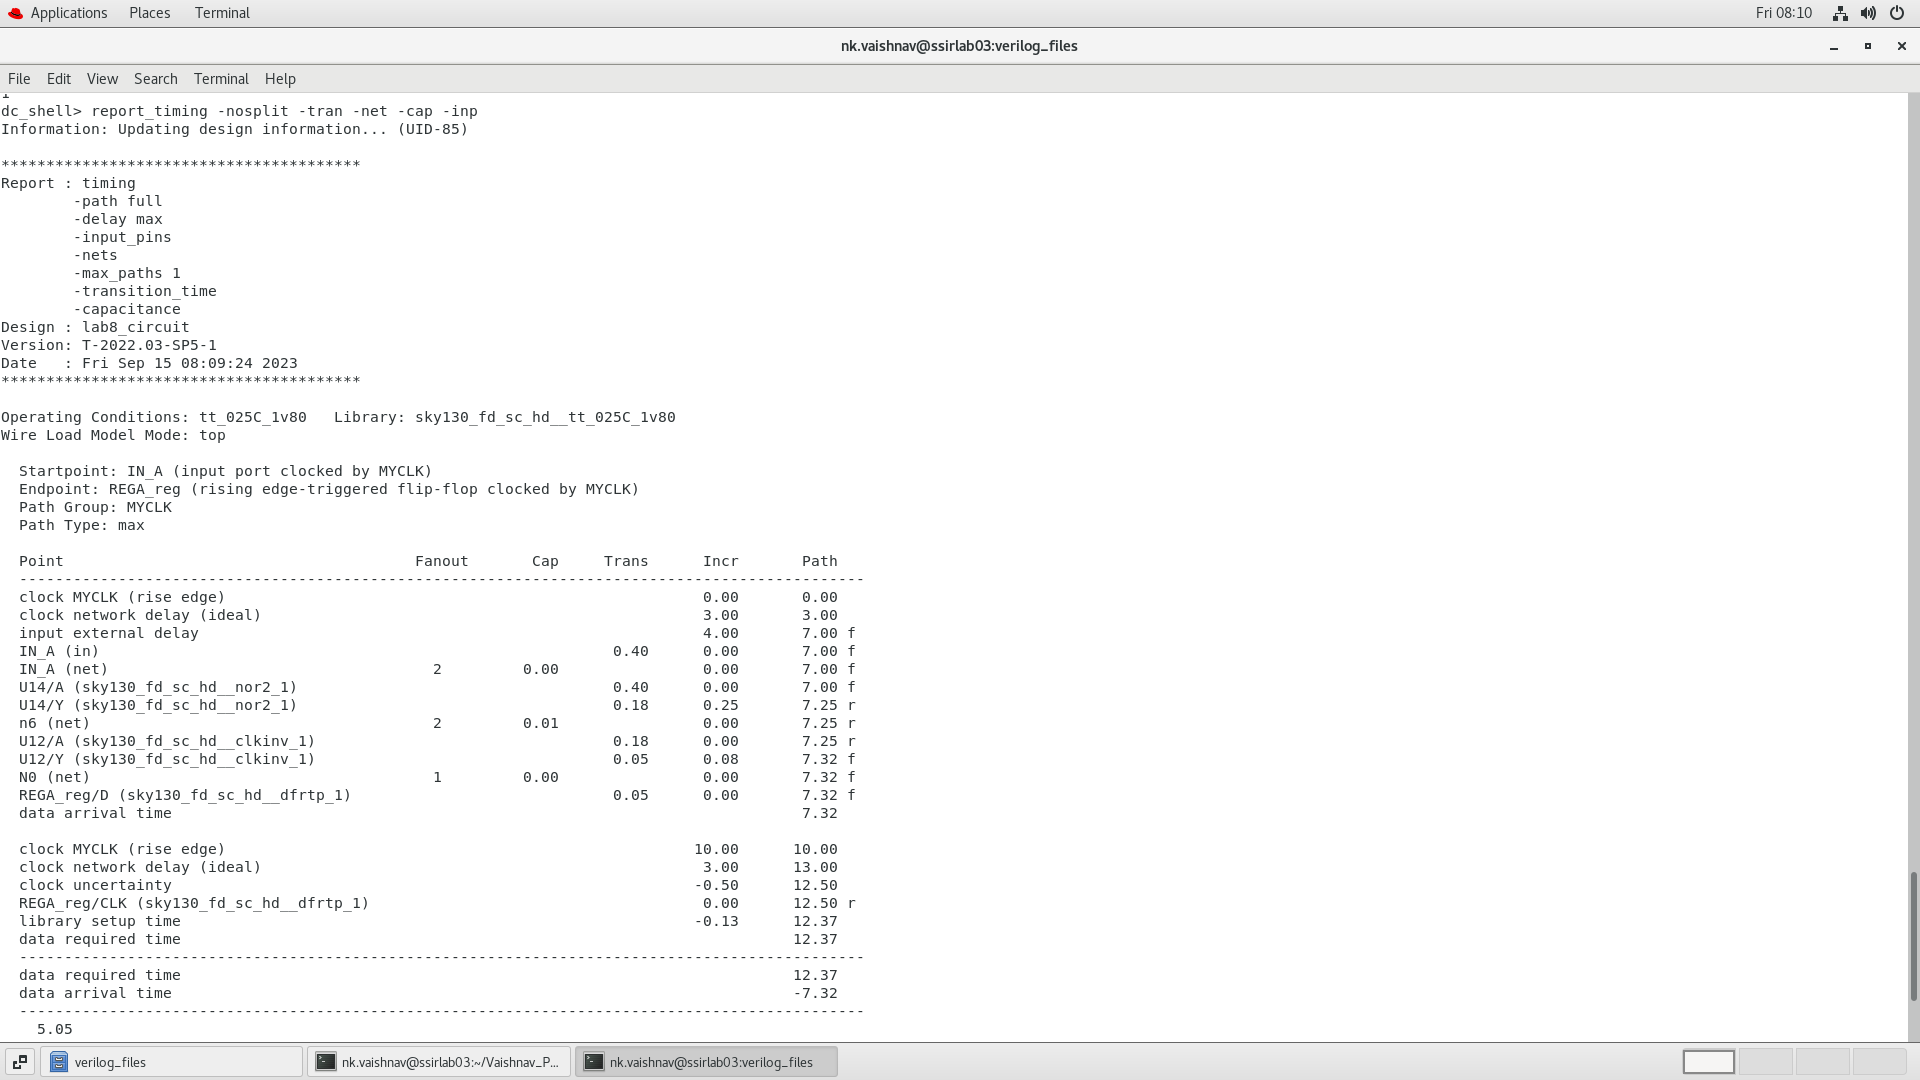 Applications Places Terminal Fri 08:10
nk.vaishnav@ssirlab03:verilog_files
File Edit View Search Terminal Help
dc_shell> report_timing -nosplit -tran -net -cap -inp
Information: Updating design information... (UID-85)
****************************************
Report : timing
        -path full
        -delay max
        -input_pins
        -nets
        -max_paths 1
        -transition_time
        -capacitance
Design : lab8_circuit
Version: T-2022.03-SP5-1
Date   : Fri Sep 15 08:09:24 2023
****************************************
Operating Conditions: tt_025C_1v80   Library: sky130_fd_sc_hd__tt_025C_1v80
Wire Load Model Mode: top
  Startpoint: IN_A (input port clocked by MYCLK)
  Endpoint: REGA_reg (rising edge-triggered flip-flop clocked by MYCLK)
  Path Group: MYCLK
  Path Type: max
  Point                                       Fanout       Cap     Trans      Incr       Path
  ----------------------------------------------------------------------------------------------
  clock MYCLK (rise edge)                                                     0.00       0.00
  clock network delay (ideal)                                                 3.00       3.00
  input external delay                                                        4.00       7.00 f
  IN_A (in)                                                         0.40      0.00       7.00 f
  IN_A (net)                                    2         0.00                0.00       7.00 f
  U14/A (sky130_fd_sc_hd__nor2_1)                                   0.40      0.00       7.00 f
  U14/Y (sky130_fd_sc_hd__nor2_1)                                   0.18      0.25       7.25 r
  n6 (net)                                      2         0.01                0.00       7.25 r
  U12/A (sky130_fd_sc_hd__clkinv_1)                                 0.18      0.00       7.25 r
  U12/Y (sky130_fd_sc_hd__clkinv_1)                                 0.05      0.08       7.32 f
  N0 (net)                                      1         0.00                0.00       7.32 f
  REGA_reg/D (sky130_fd_sc_hd__dfrtp_1)                             0.05      0.00       7.32 f
  data arrival time                                                                      7.32
  clock MYCLK (rise edge)                                                    10.00      10.00
  clock network delay (ideal)                                                 3.00      13.00
  clock uncertainty                                                          -0.50      12.50
  REGA_reg/CLK (sky130_fd_sc_hd__dfrtp_1)                                     0.00      12.50 r
  library setup time                                                         -0.13      12.37
  data required time                                                                    12.37
  ----------------------------------------------------------------------------------------------
  data required time                                                                    12.37
  data arrival time                                                                     -7.32
  ----------------------------------------------------------------------------------------------
    5.05
verilog_files nk.vaishnav@ssirlab03:~/Vaishnav_P... nk.vaishnav@ssirlab03:verilog_files